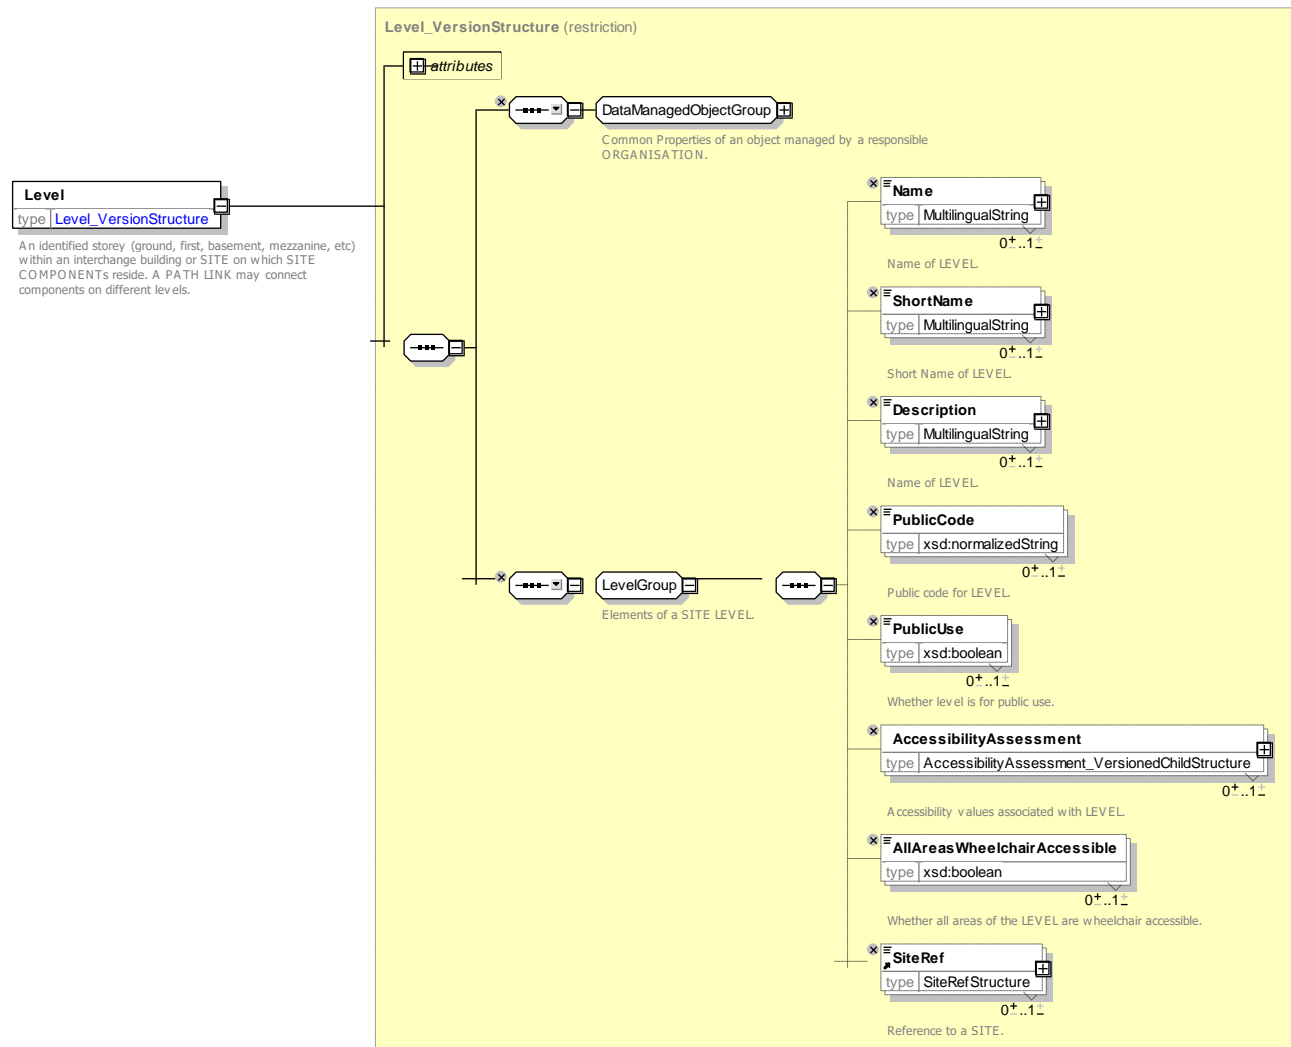 Level_VersionStructure (restriction)
attributes
DataManagedObjectGroup
Common Properties of an object managed by a responsible
ORGANISATION.
Level
type Level_VersionStructure
An identified storey (ground, first, basement, mezzanine, etc)
within an interchange building or SITE on which SITE
COMPONENTs reside. A PATH LINK may connect
components on different levels.
Name
type MultilingualString
0..1
Name of LEVEL.
ShortName
type MultilingualString
0..1
Short Name of LEVEL.
Description
type MultilingualString
0..1
Name of LEVEL.
PublicCode
type xsd:normalizedString
0..1
Public code for LEVEL.
LevelGroup
Elements of a SITE LEVEL.
PublicUse
type xsd:boolean
0..1
Whether level is for public use.
AccessibilityAssessment
type AccessibilityAssessment_VersionedChildStructure
0..1
Accessibility values associated with LEVEL.
AllAreasWheelchairAccessible
type xsd:boolean
0..1
Whether all areas of the LEVEL are wheelchair accessible.
SiteRef
type SiteRefStructure
0..1
Reference to a SITE.